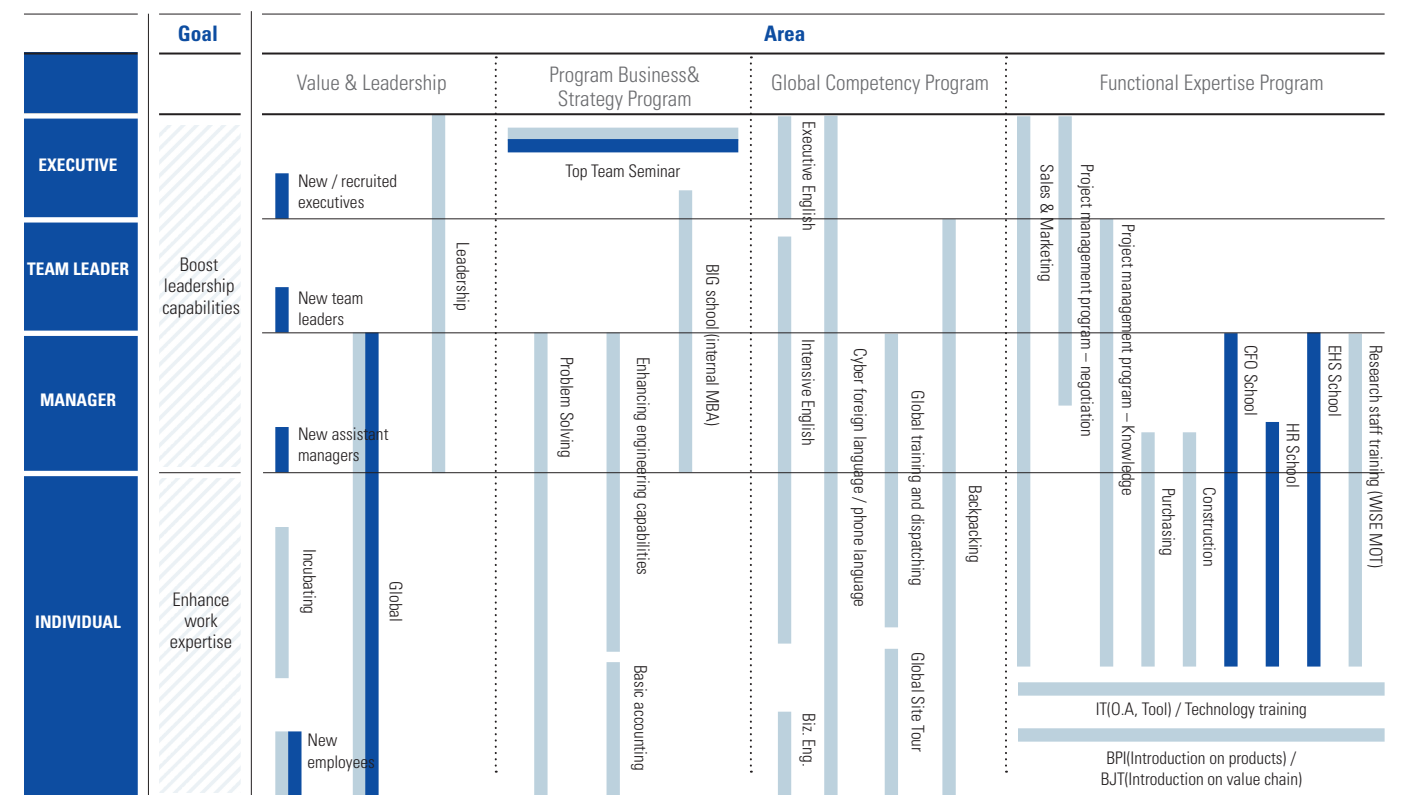 Goal
Area
Value & Leadership
Program Business&
Strategy Program
Global Competency Program
Functional Expertise Program
EXECUTIVE
TEAM LEADER
MANAGER
INDIVIDUAL
Boost
leadership
capabilities
Enhance
work
expertise
New / recruited
executives
New team
leaders
New assistant
managers
Incubating
New
employees
Global
Leadership
Top Team Seminar
Problem Solving
Enhancing engineering capabilities
Basic accounting
BIG school (internal MBA)
Executive English
Intensive English
Biz. Eng.
Cyber foreign language / phone language
Global training and dispatching
Global Site Tour
Backpacking
Sales & Marketing
Project management program – negotiation
Project management program – Knowledge
Purchasing
Construction
CFO School
HR School
EHS School
Research staff training (WISE MOT)
IT(O.A, Tool) / Technology training
BPI(Introduction on products) /
BJT(Introduction on value chain)